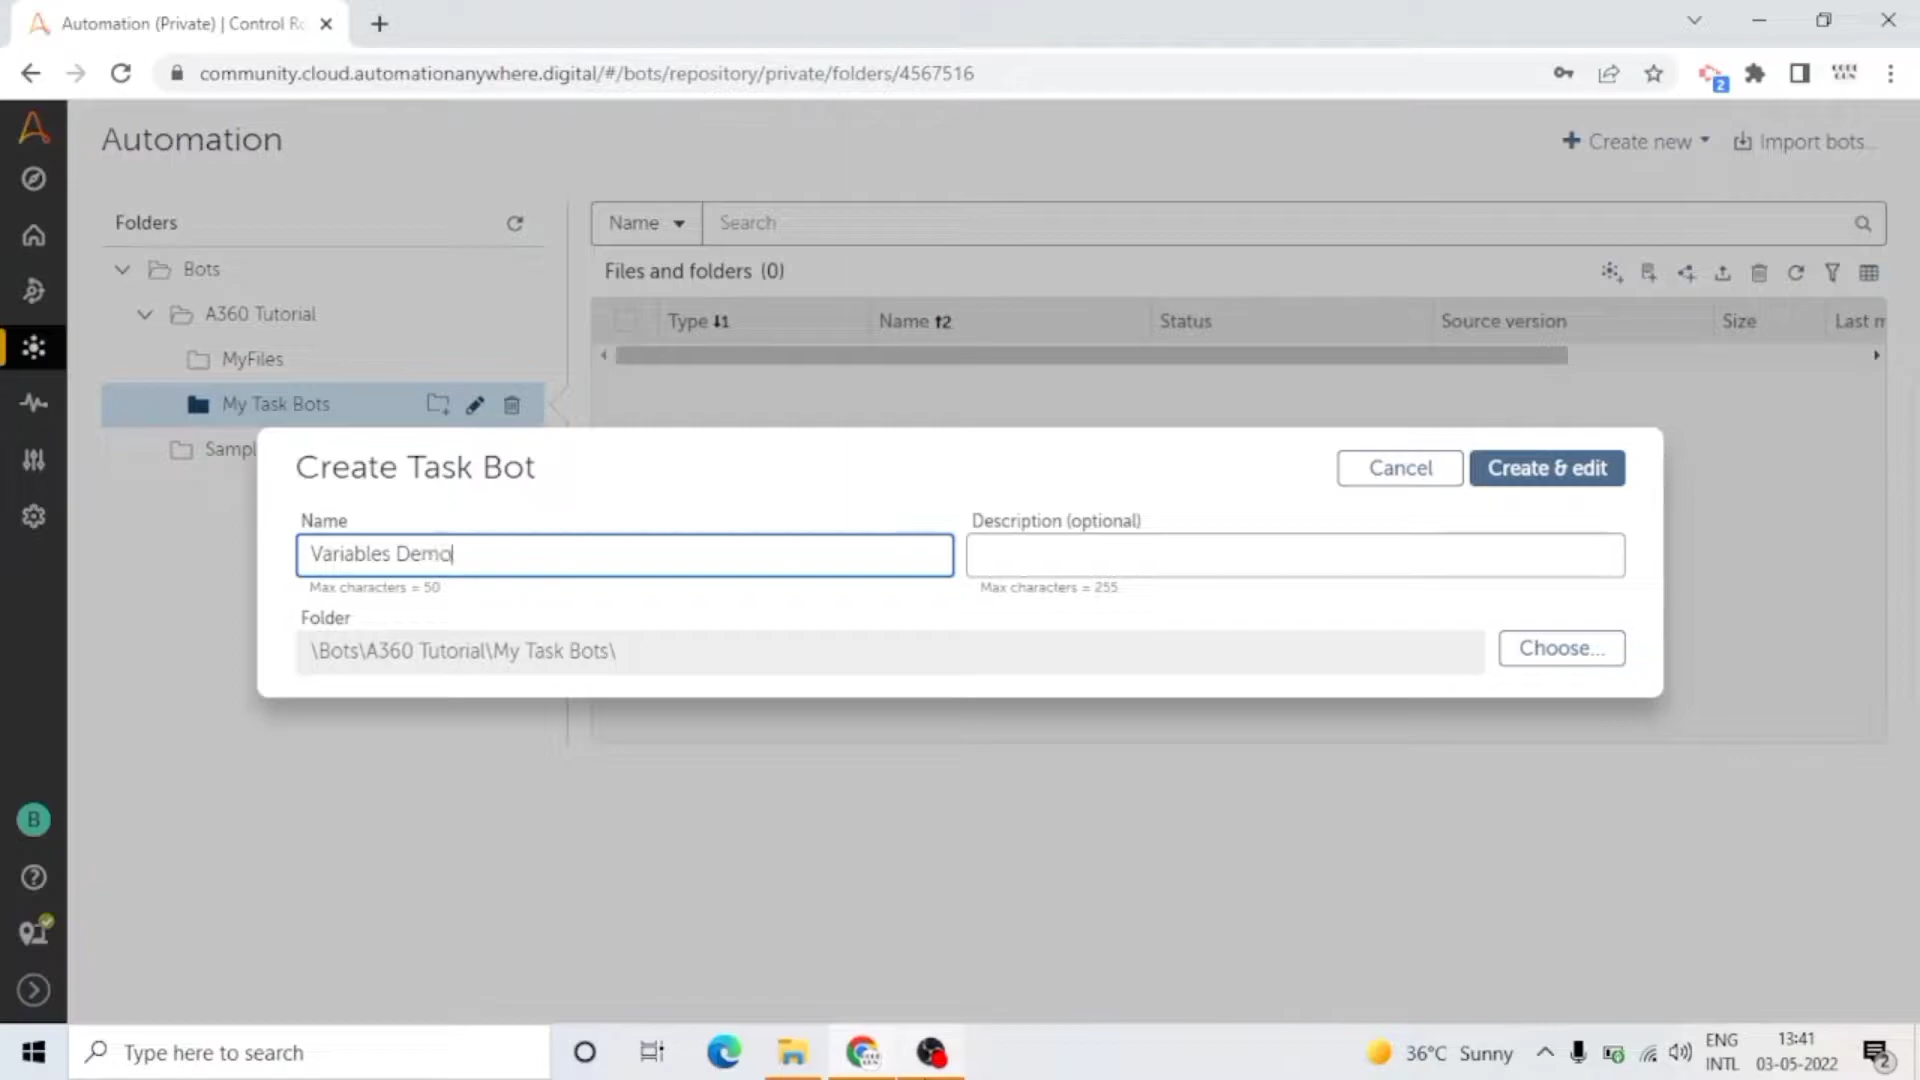 Automation (Private) | Control Ro
community.cloud.automationanywhere.digital/#/bots/repository/private/folders/4567516
2
Automation
Create new
Import bots...
Folders
Name
Search
Bots
Files and folders (0)
A360 Tutorial
Type ↓1
Name ↑2
Status
Source version
Size
Last m
MyFiles
My Task Bots
Sampl
Create Task Bot
Cancel
Create & edit
Name
Description (optional)
Variables Demo
Max characters = 50
Max characters = 255
Folder
\Bots\A360 Tutorial\My Task Bots\
Choose...
B
Type here to search
36°C Sunny
ENG
INTL
13:41
03-05-2022
2